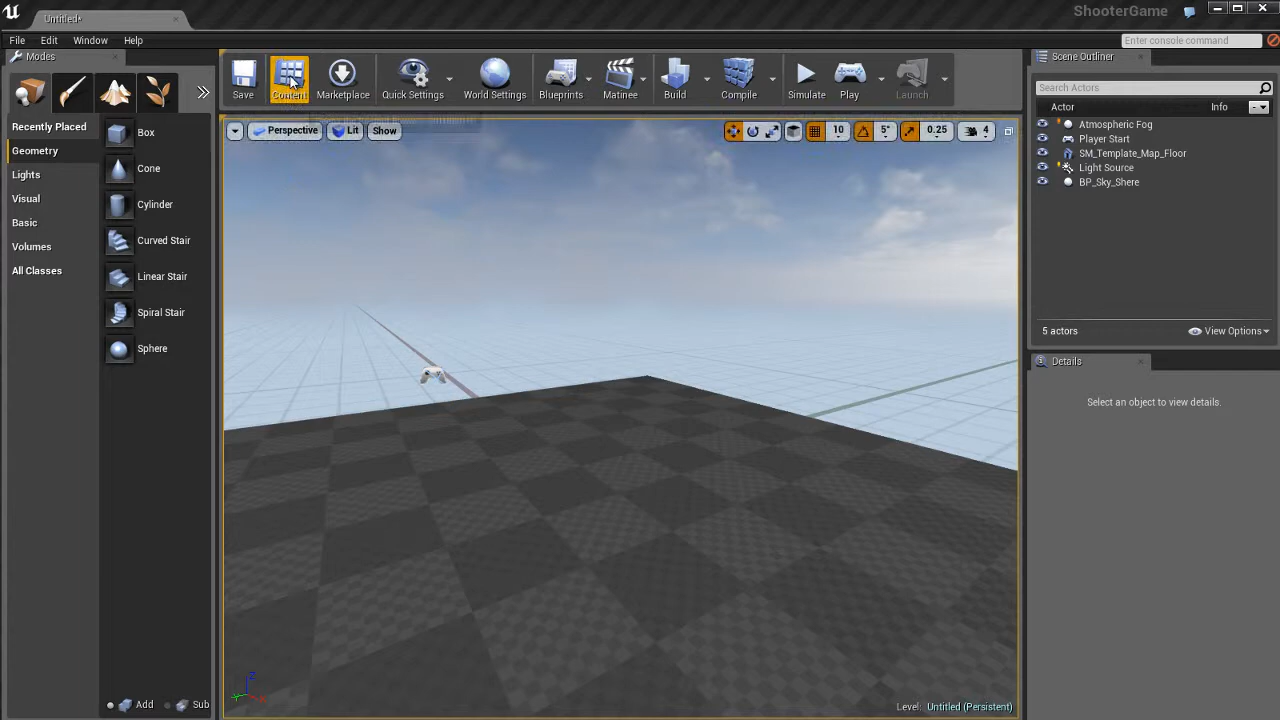 Untitled*
ShooterGame
File Edit Window Help
Enter console command
Modes
Save Content Marketplace Quick Settings World Settings Blueprints Matinee Build Compile Simulate Play Launch
Recently Placed
Geometry
Lights
Visual
Basic
Volumes
All Classes
Box
Cone
Cylinder
Curved Stair
Linear Stair
Spiral Stair
Sphere
Add Sub
Perspective Lit Show
10 5° 0.25 4
Level: Untitled (Persistent)
Scene Outliner
Search Actors
Actor Info
Atmospheric Fog
Player Start
SM_Template_Map_Floor
Light Source
BP_Sky_Shere
5 actors View Options
Details
Select an object to view details.